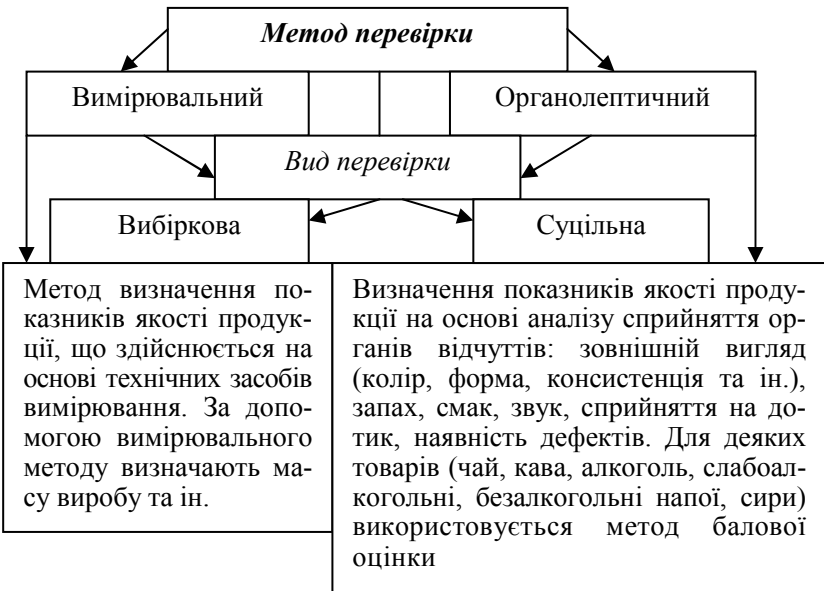 Метод перевірки
Вимірювальний
Органолептичний
Вид перевірки
Вибіркова
Суцільна
Метод визначення по-
казників якості продук-
ції, що здійснюється на
основі технічних засобів
вимірювання. За допо-
могою вимірювального
методу визначають ма-
су виробу та ін.
Визначення показників якості проду-
кції на основі аналізу сприйняття ор-
ганів відчуттів: зовнішній вигляд
(колір, форма, консистенція та ін.),
запах, смак, звук, сприйняття на до-
тик, наявність дефектів. Для деяких
товарів (чай, кава, алкоголь, слабоал-
когольні, безалкогольні напої, сири)
використовується метод балової
оцінки